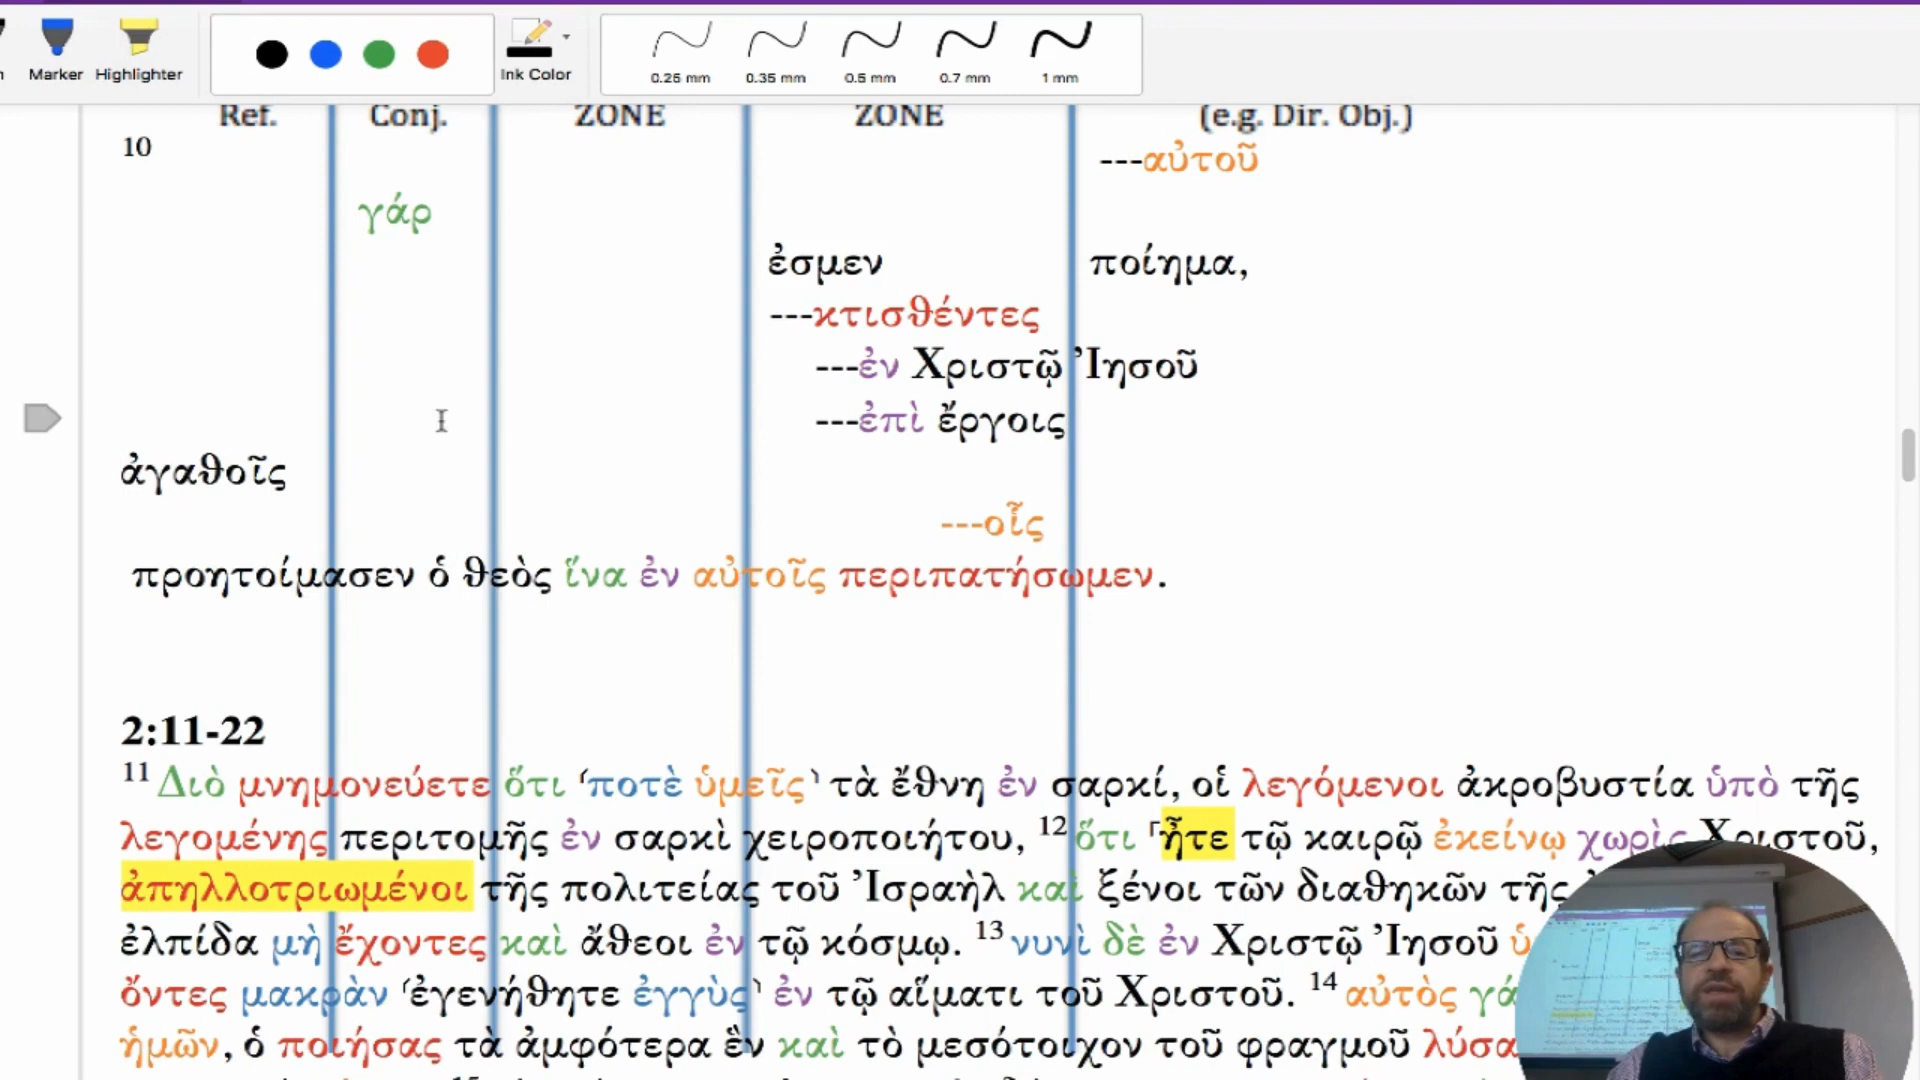 Marker Highlighter Ink Color 0.25 mm 0.35 mm 0.5 mm 0.7 mm 1 mm
Ref. Conj. ZONE ZONE (e.g. Dir. Obj.)
10 ---αὐτοῦ
γάρ
ἐσμεν ποίημα,
---κτισθέντες
---ἐν Χριστῷ Ἰησοῦ
---ἐπὶ ἔργοις
ἀγαθοῖς
---οἷς
προητοίμασεν ὁ θεὸς ἵνα ἐν αὐτοῖς περιπατήσωμεν.
2:11-22
11 Διὸ μνημονεύετε ὅτι ⸂ποτὲ ὑμεῖς⸃ τὰ ἔθνη ἐν σαρκί, οἱ λεγόμενοι ἀκροβυστία ὑπὸ τῆς
λεγομένης περιτομῆς ἐν σαρκὶ χειροποιήτου, 12 ὅτι ⸀ἦτε τῷ καιρῷ ἐκείνῳ χωρὶς Χριστοῦ,
ἀπηλλοτριωμένοι τῆς πολιτείας τοῦ Ἰσραὴλ καὶ ξένοι τῶν διαθηκῶν τῆς
ἐλπίδα μὴ ἔχοντες καὶ ἄθεοι ἐν τῷ κόσμῳ. 13 νυνὶ δὲ ἐν Χριστῷ Ἰησοῦ
ὄντες μακρὰν ⸂ἐγενήθητε ἐγγὺς⸃ ἐν τῷ αἵματι τοῦ Χριστοῦ. 14 αὐτὸς γά
ἡμῶν, ὁ ποιήσας τὰ ἀμφότερα ἓν καὶ τὸ μεσότοιχον τοῦ φραγμοῦ λύσα